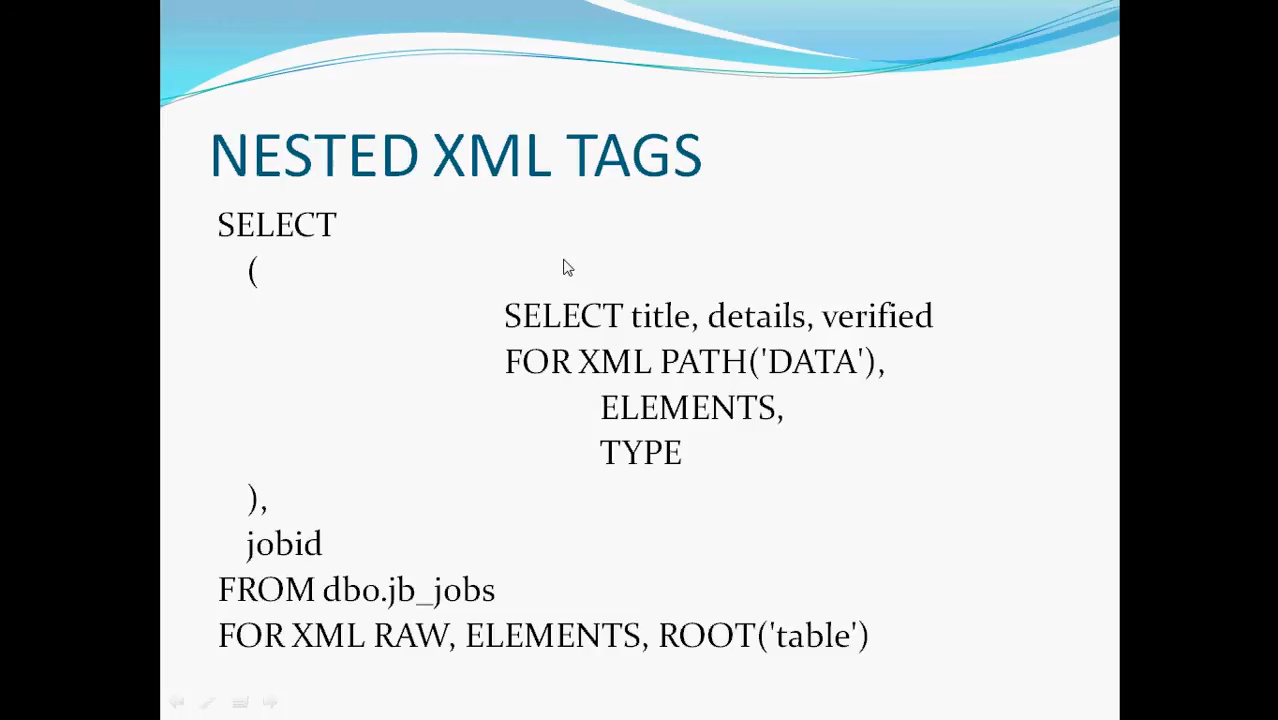 NESTED XML TAGS
SELECT
(
SELECT title, details, verified
FOR XML PATH('DATA'),
ELEMENTS,
TYPE
),
jobid
FROM dbo.jb_jobs
FOR XML RAW, ELEMENTS, ROOT('table')